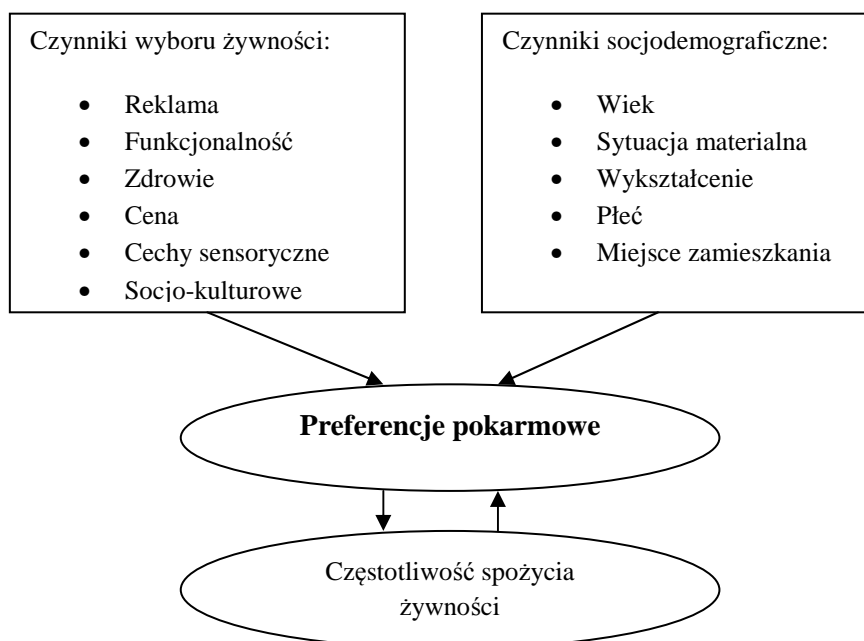 Czynniki wyboru żywności:
• Reklama
• Funkcjonalność
• Zdrowie
• Cena
• Cechy sensoryczne
• Socjo-kulturowe
Czynniki socjodemograficzne:
• Wiek
• Sytuacja materialna
• Wykształcenie
• Płeć
• Miejsce zamieszkania
Preferencje pokarmowe
Częstotliwość spożycia
żywności